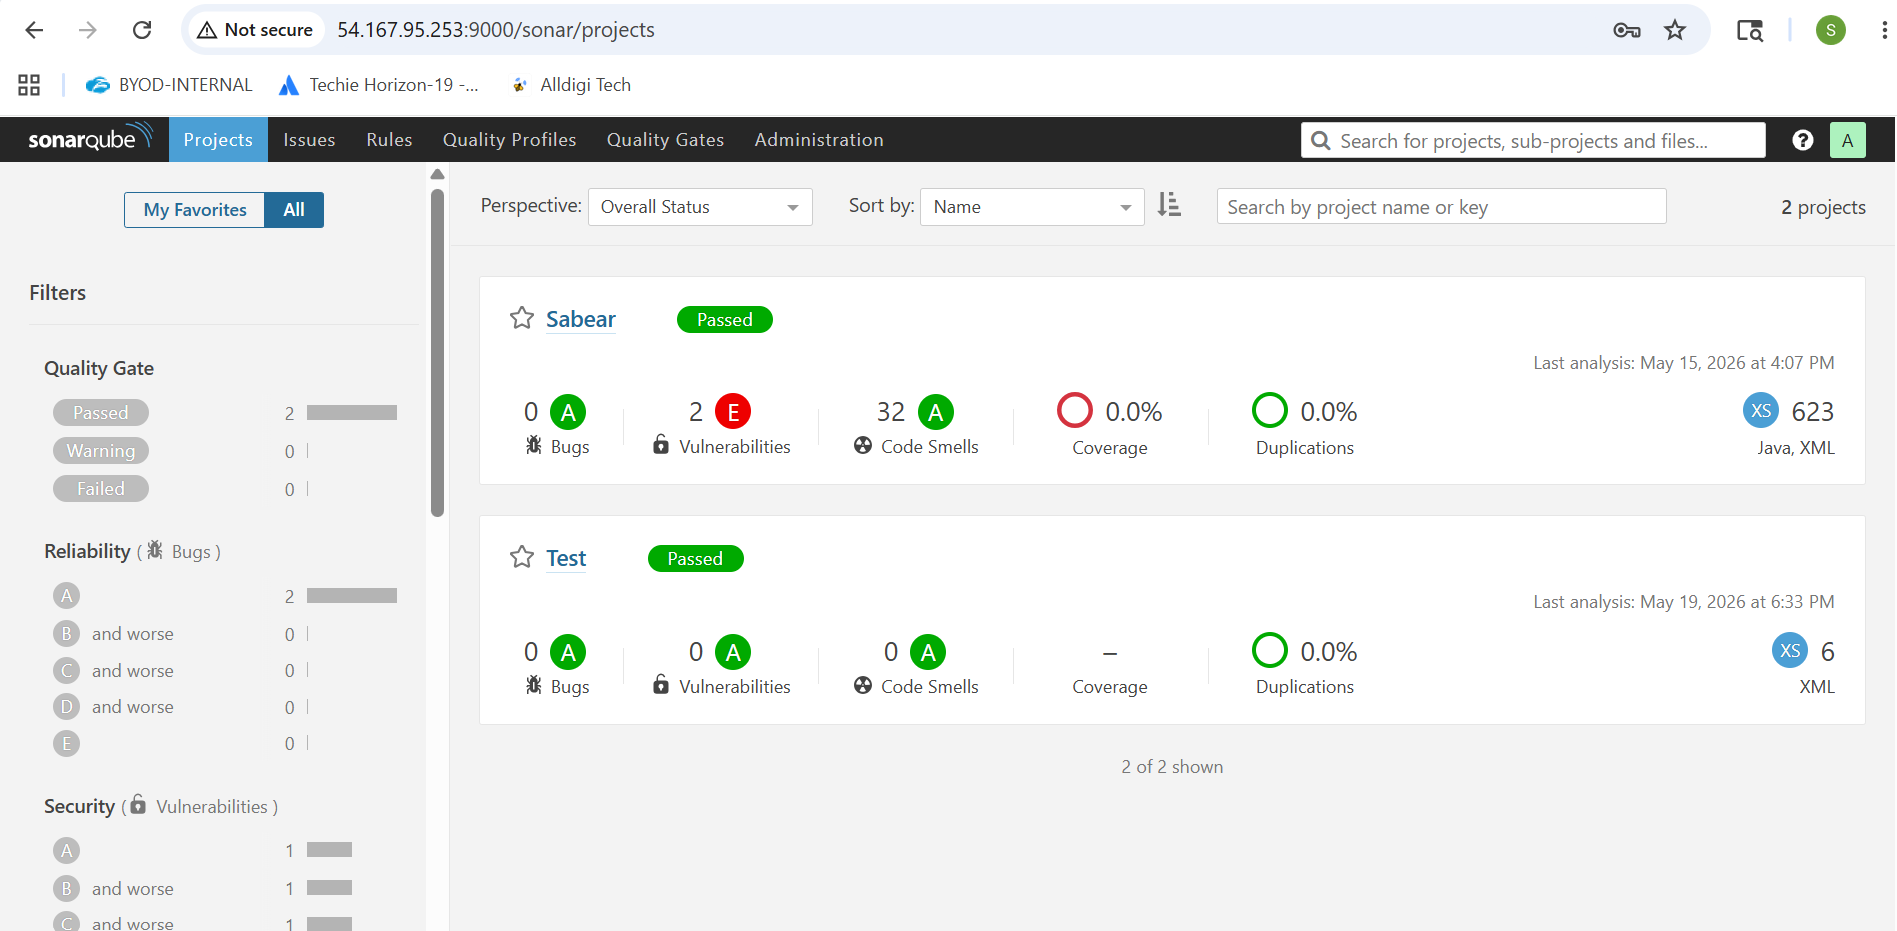 Not secure 54.167.95.253:9000/sonar/projects S
BYOD-INTERNAL Techie Horizon-19 -... Alldigi Tech
sonarqube Projects Issues Rules Quality Profiles Quality Gates Administration Search for projects, sub-projects and files... ? A
My Favorites All
Perspective: Overall Status Sort by: Name Search by project name or key 2 projects
Filters
Quality Gate
Passed 2
Warning 0
Failed 0
Reliability ( Bugs )
A 2
B and worse 0
C and worse 0
D and worse 0
E 0
Security ( Vulnerabilities )
A 1
B and worse 1
C and worse 1
Sabear Passed
Last analysis: May 15, 2026 at 4:07 PM
0 A 2 E 32 A 0.0% 0.0% XS 623
Bugs Vulnerabilities Code Smells Coverage Duplications Java, XML
Test Passed
Last analysis: May 19, 2026 at 6:33 PM
0 A 0 A 0 A – 0.0% XS 6
Bugs Vulnerabilities Code Smells Coverage Duplications XML
2 of 2 shown